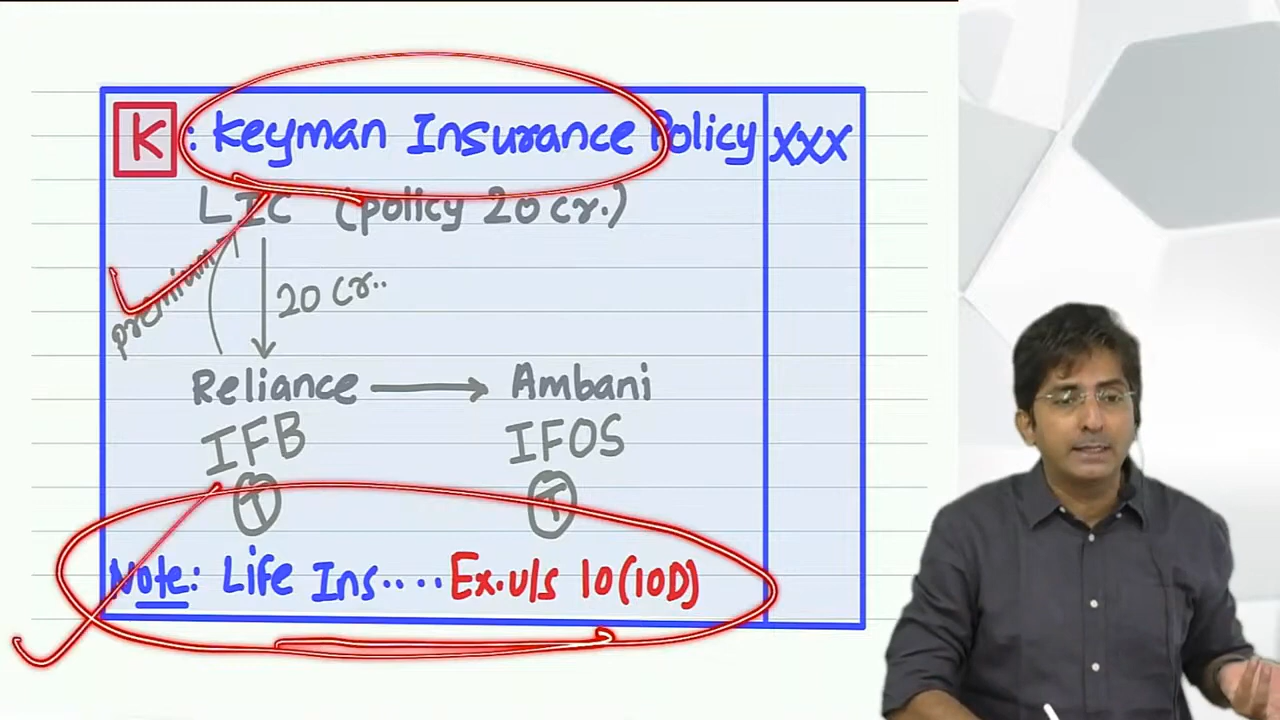 K : Keyman Insurance Policy XXX
LIC (policy 20 cr.)
premium
20 Cr..
Reliance → Ambani
IFB IFOS
T T
Note: Life Ins.... Ex. u/s 10(10D)